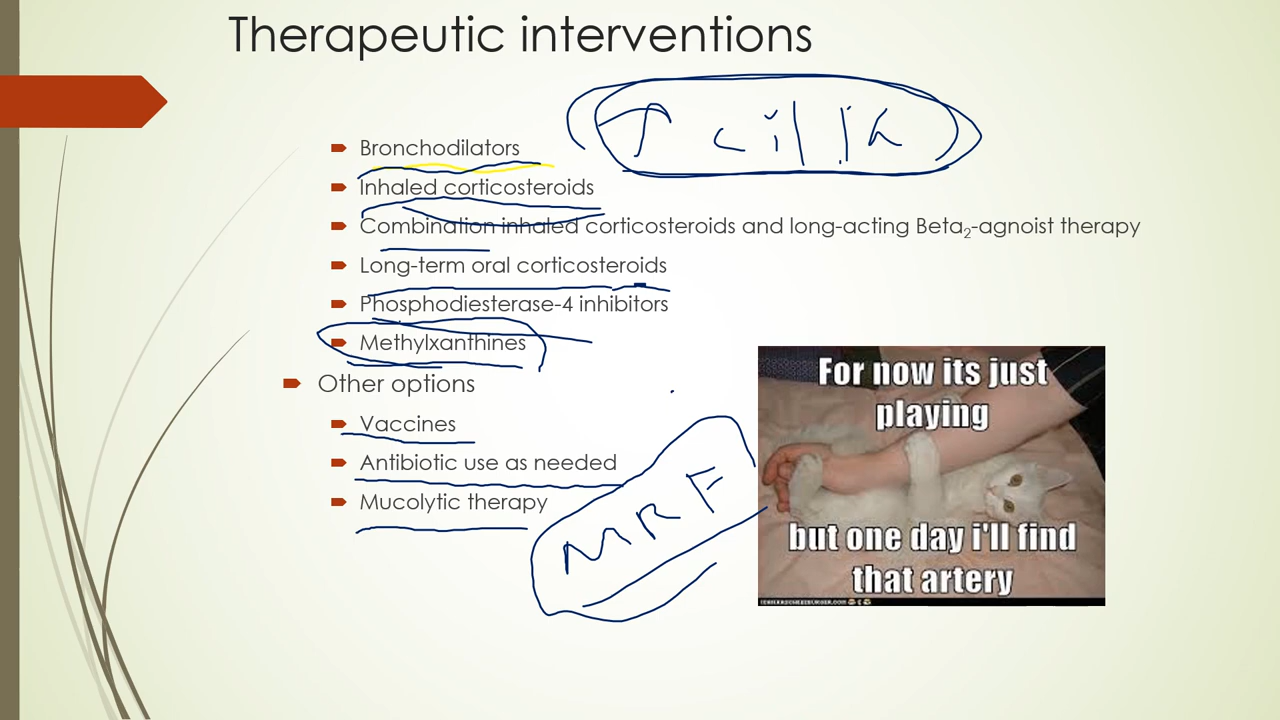 Therapeutic interventions
↑ cilia
Bronchodilators
Inhaled corticosteroids
Combination inhaled corticosteroids and long-acting Beta2-agnoist therapy
Long-term oral corticosteroids
Phosphodiesterase-4 inhibitors
Methylxanthines
Other options
Vaccines
Antibiotic use as needed
Mucolytic therapy
MRF
For now its just
playing
but one day i'll find
that artery